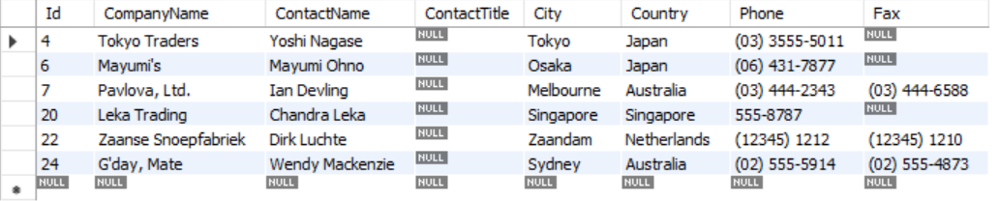 Id CompanyName ContactName ContactTitle City Country Phone Fax
4 Tokyo Traders Yoshi Nagase NULL Tokyo Japan (03) 3555-5011 NULL
6 Mayumi's Mayumi Ohno NULL Osaka Japan (06) 431-7877 NULL
7 Pavlova, Ltd. Ian Devling NULL Melbourne Australia (03) 444-2343 (03) 444-6588
20 Leka Trading Chandra Leka NULL Singapore Singapore 555-8787 NULL
22 Zaanse Snoepfabriek Dirk Luchte NULL Zaandam Netherlands (12345) 1212 (12345) 1210
24 G'day, Mate Wendy Mackenzie NULL Sydney Australia (02) 555-5914 (02) 555-4873
NULL NULL NULL NULL NULL NULL NULL NULL